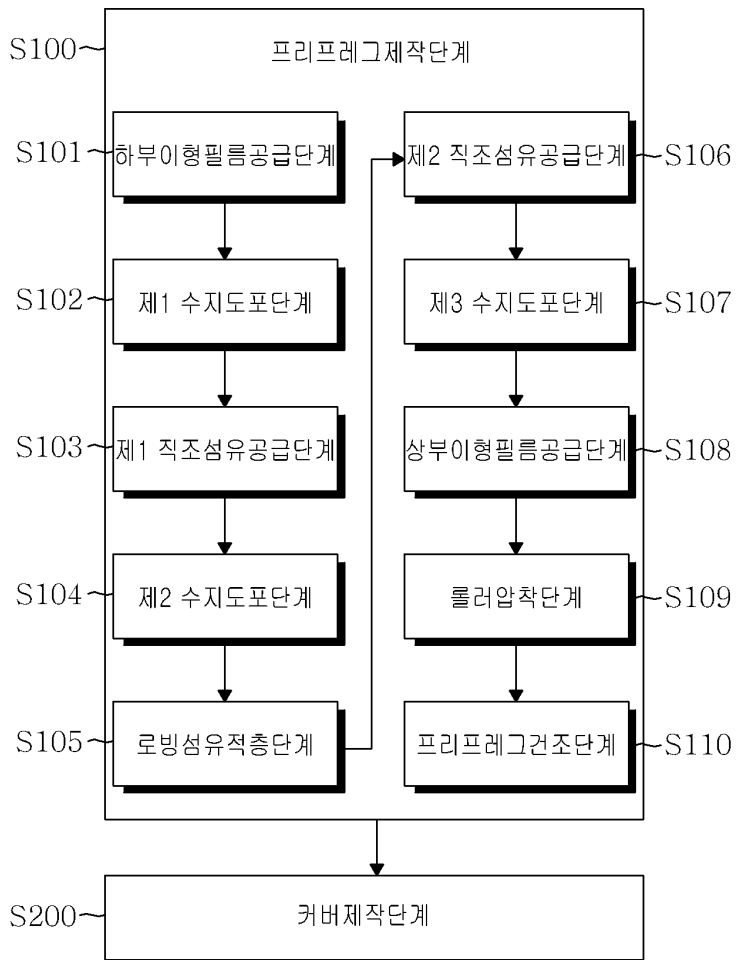 S100
프리프레그제작단계
S101
하부이형필름공급단계
S102
제1 수지도포단계
S103
제1 직조섬유공급단계
S104
제2 수지도포단계
S105
로빙섬유적층단계
제2 직조섬유공급단계
S106
제3 수지도포단계
S107
상부이형필름공급단계
S108
롤러압착단계
S109
프리프레그건조단계
S110
S200
커버제작단계